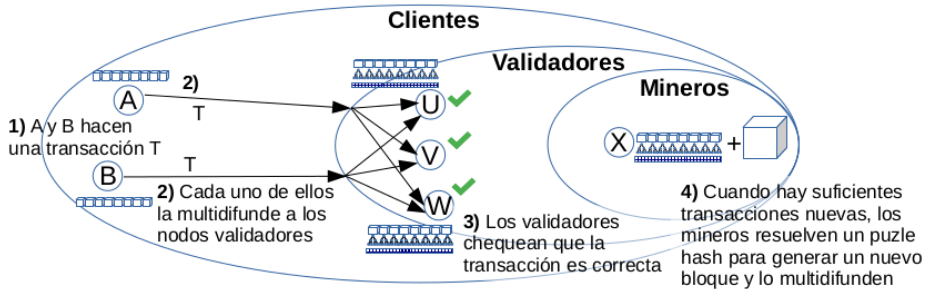 Clientes
Validadores
Mineros
2)
A
T
U
1) A y B hacen
una transacción T
V
X
+
T
B
2) Cada uno de ellos
la multidifunde a los
nodos validadores
W
3) Los validadores
chequean que la
transacción es correcta
4) Cuando hay suficientes
transacciones nuevas, los
mineros resuelven un puzle
hash para generar un nuevo
bloque y lo multidifunden